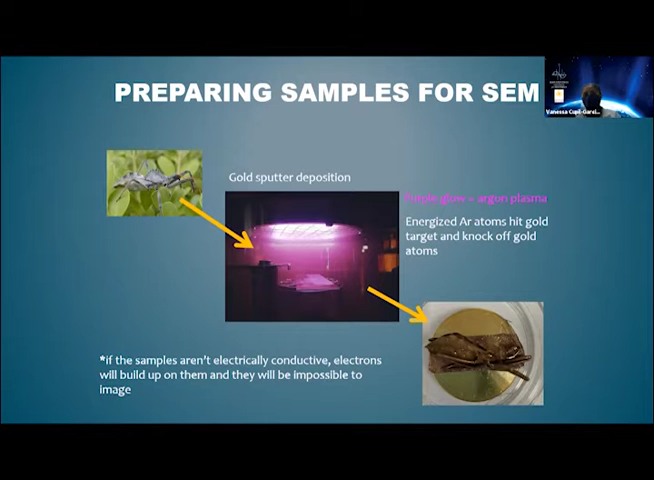 PREPARING SAMPLES FOR SEM
Vanessa Cupil-Garci...
Gold sputter deposition
Purple glow = argon plasma
Energized Ar atoms hit gold
target and knock off gold
atoms
*if the samples aren't electrically conductive, electrons
will build up on them and they will be impossible to
image